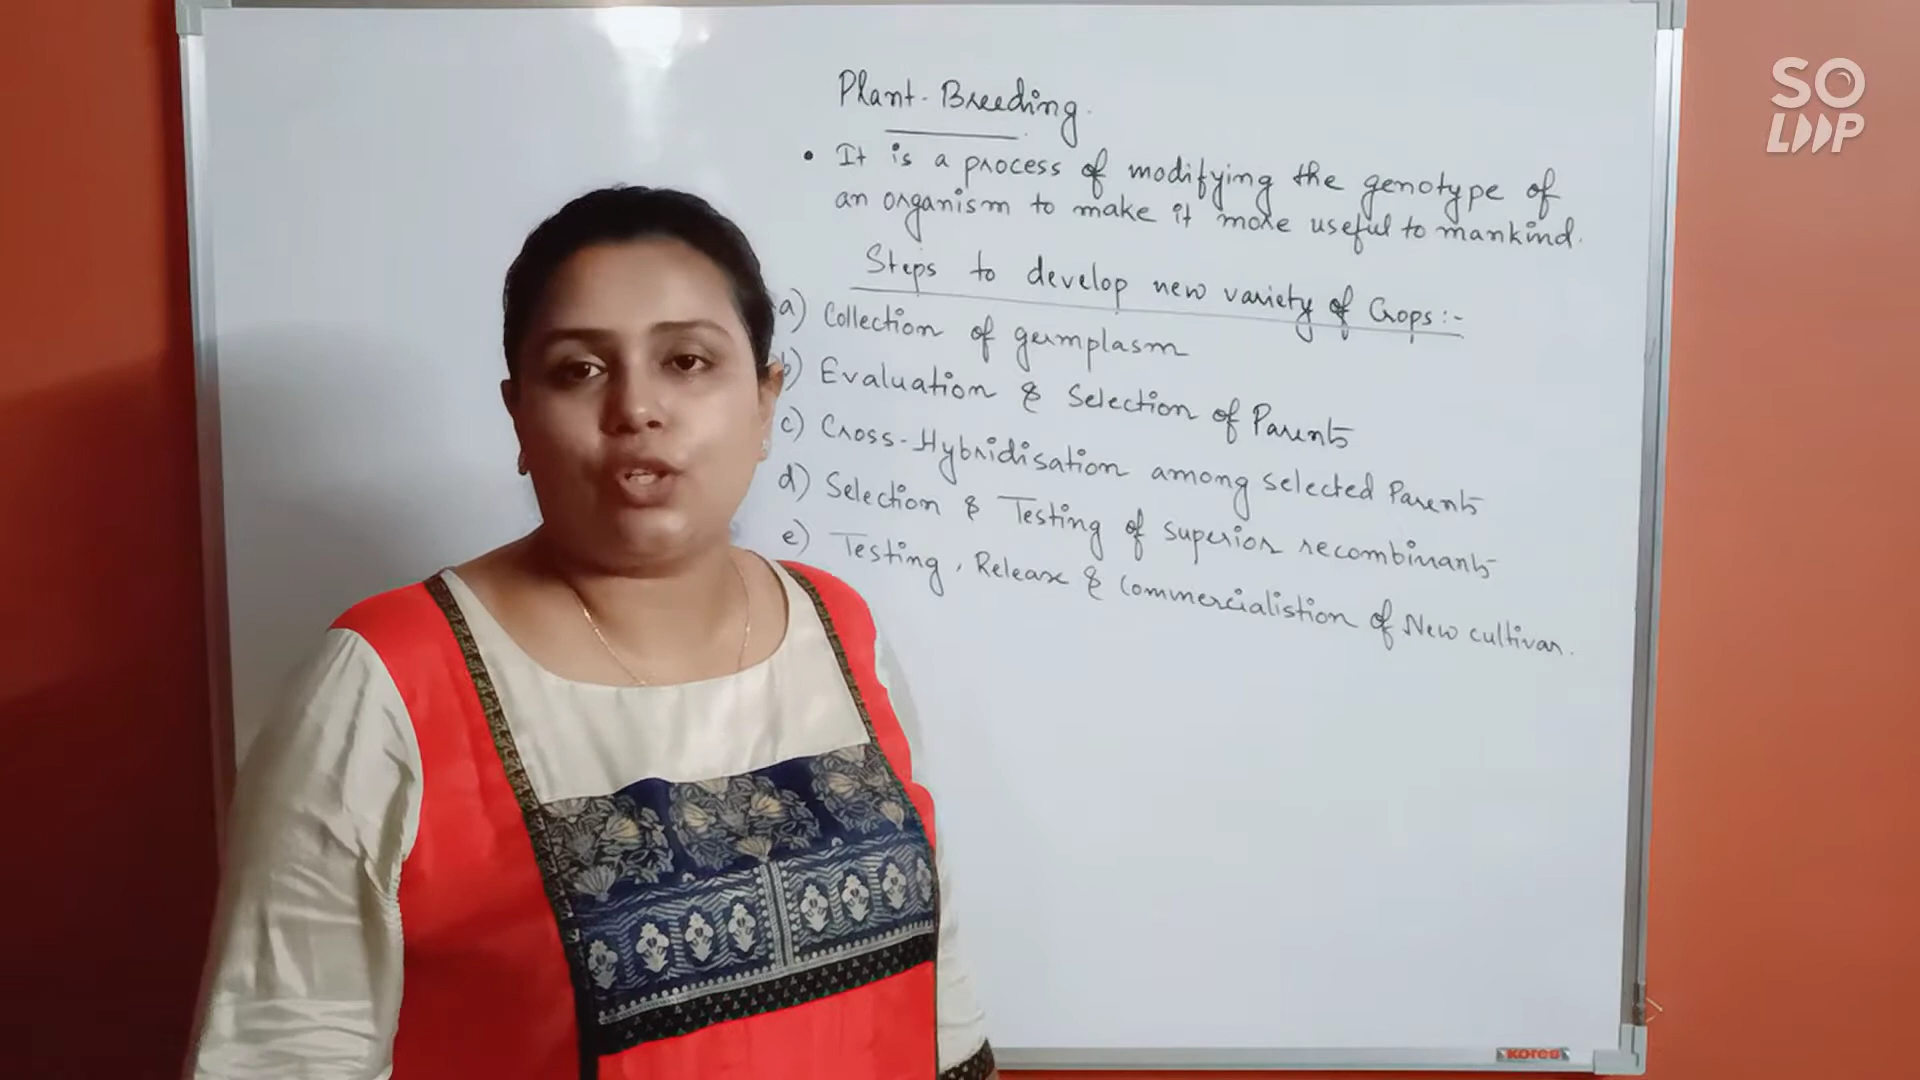 Plant-Breeding.
• It is a process of modifying the genotype of
an organism to make it more useful to mankind.
Steps to develop new variety of Crops:-
a) Collection of germplasm
b) Evaluation & Selection of Parents
c) Cross-Hybridisation among selected Parents
d) Selection & Testing of superior recombinants
e) Testing, Release & Commercialistion of New cultivar.
SO
LOOP
kores